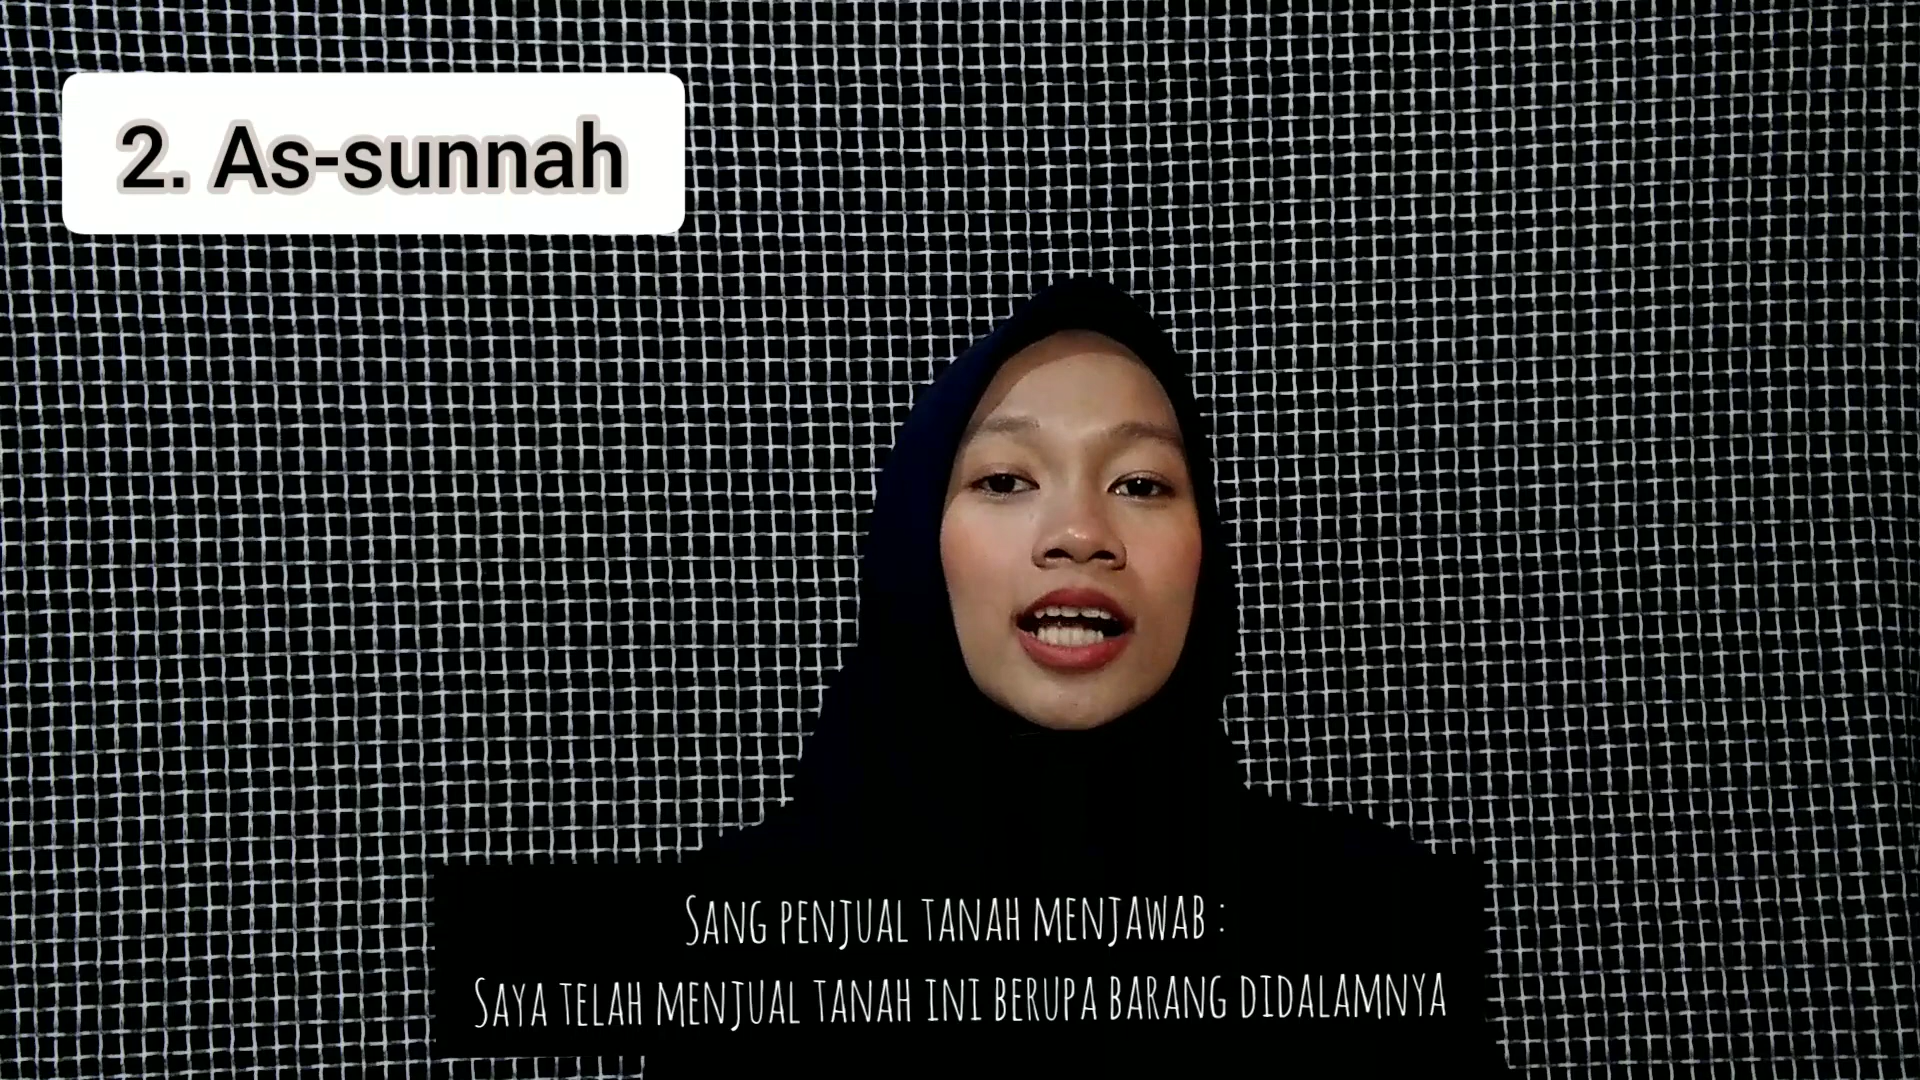 2. As-sunnah
Sang penjual tanah menjawab :
Saya telah menjual tanah ini berupa barang didalamnya